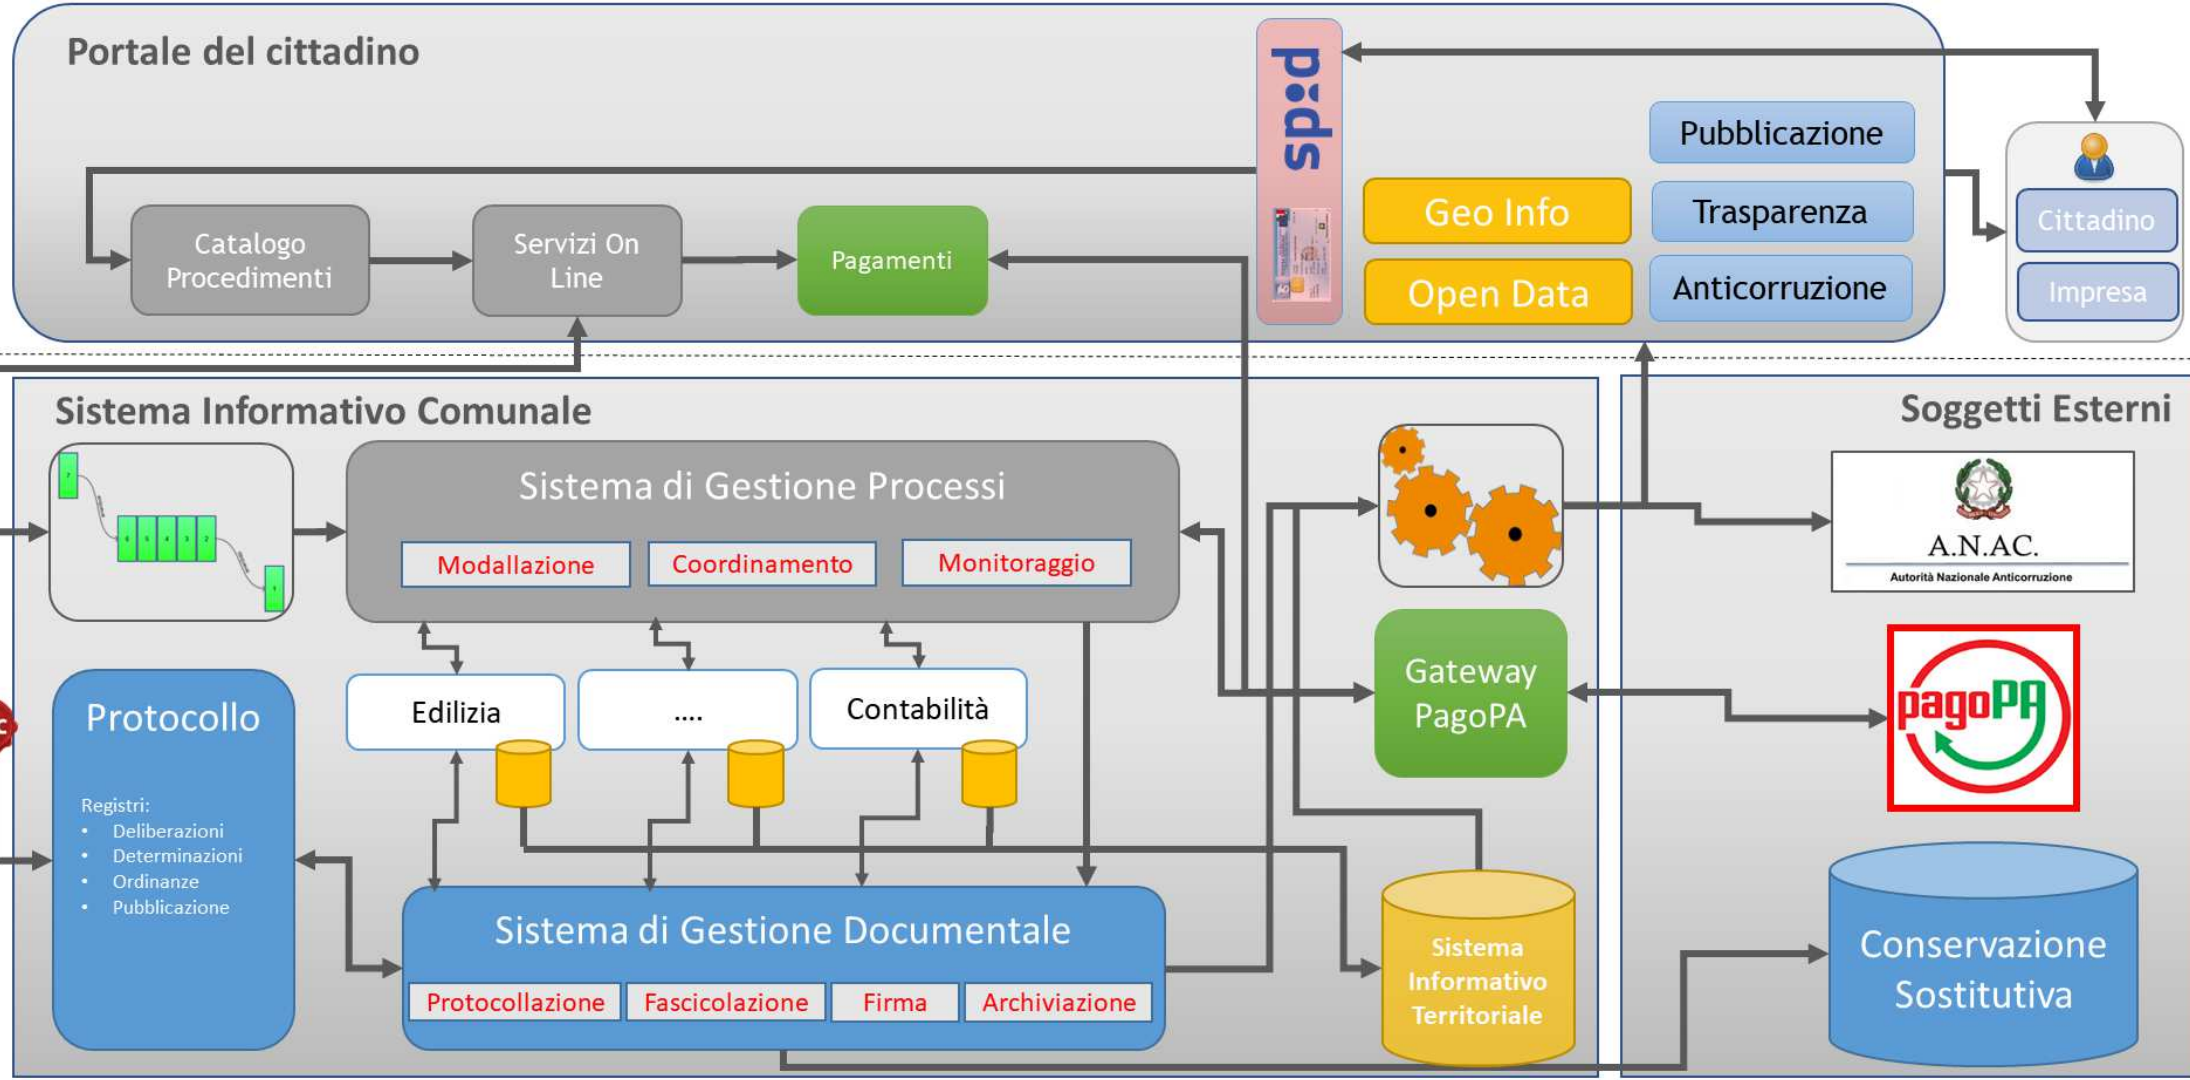 Portale del cittadino
spid
Pubblicazione
Geo Info
Trasparenza
Open Data
Anticorruzione
Cittadino
Impresa
Catalogo
Procedimenti
Servizi On
Line
Pagamenti
Sistema Informativo Comunale
Soggetti Esterni
Sistema di Gestione Processi
Modallazione
Coordinamento
Monitoraggio
A.N.AC.
Autorità Nazionale Anticorruzione
Protocollo
Registri:
• Deliberazioni
• Determinazioni
• Ordinanze
• Pubblicazione
Edilizia
....
Contabilità
Gateway
PagoPA
pagoPA
Sistema di Gestione Documentale
Protocollazione
Fascicolazione
Firma
Archiviazione
Sistema
Informativo
Territoriale
Conservazione
Sostitutiva